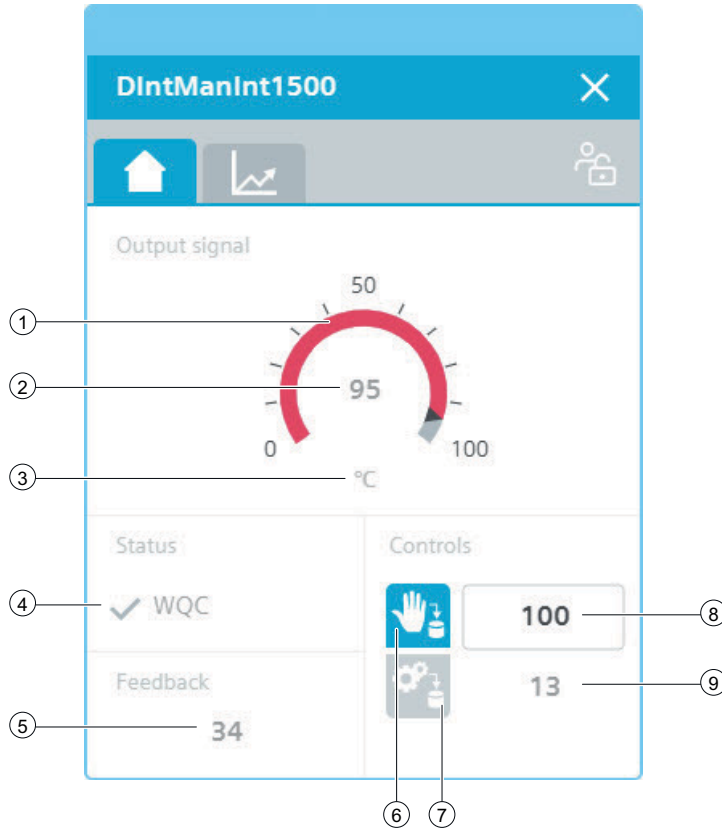 DIntManInt1500
Output signal
50
① 
② 95
0 100
③ °C
Status Controls
④ WQC 100 ⑧
Feedback 13 ⑨
⑤ 34
⑥ ⑦